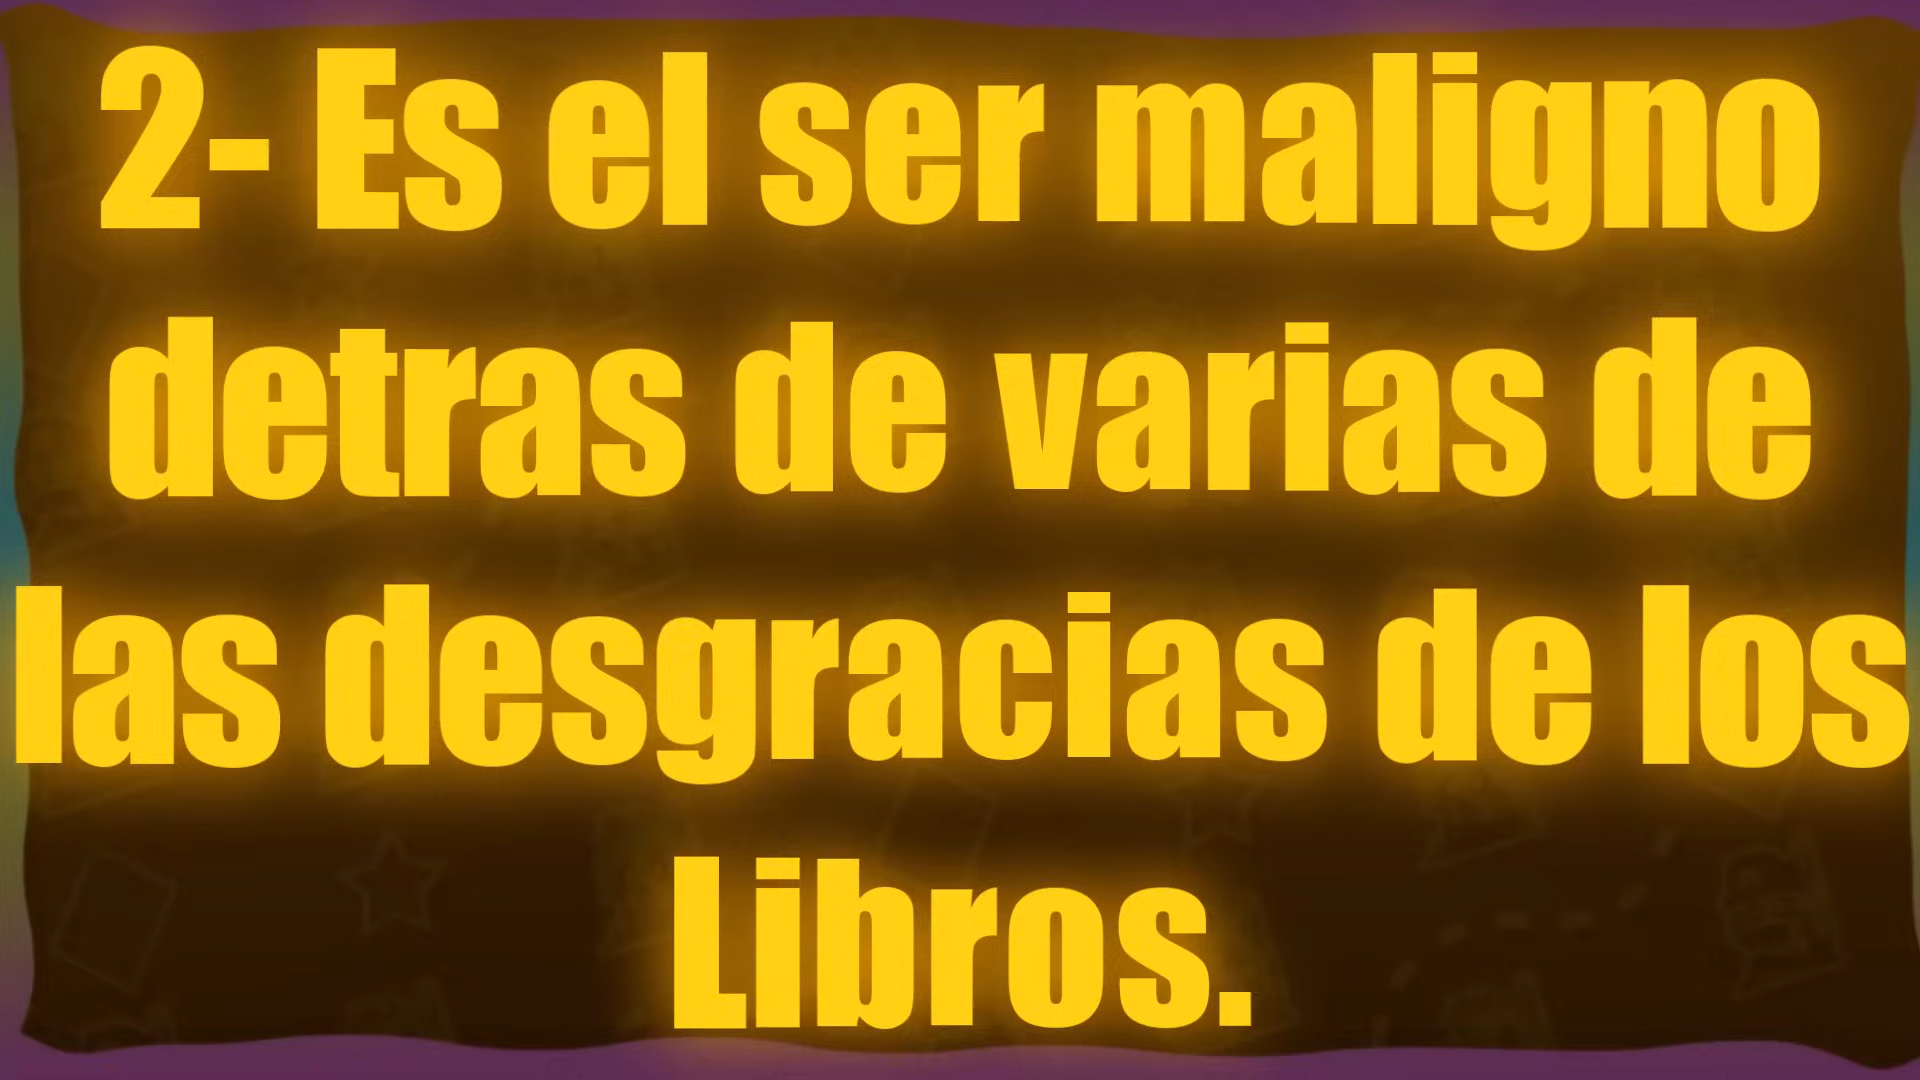 2- Es el ser maligno
detras de varias de
las desgracias de los
Libros.